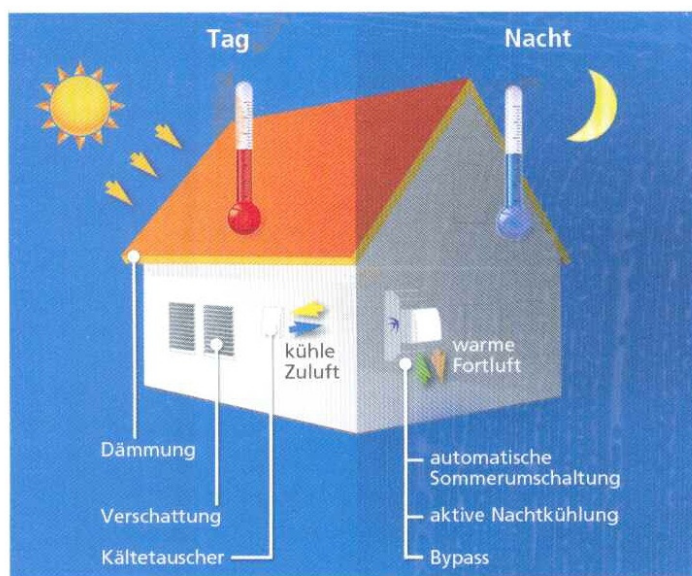 Tag
Nacht
kühle
Zuluft
warme
Fortluft
Dämmung
Verschattung
Kältetauscher
automatische
Sommerumschaltung
aktive Nachtkühlung
Bypass